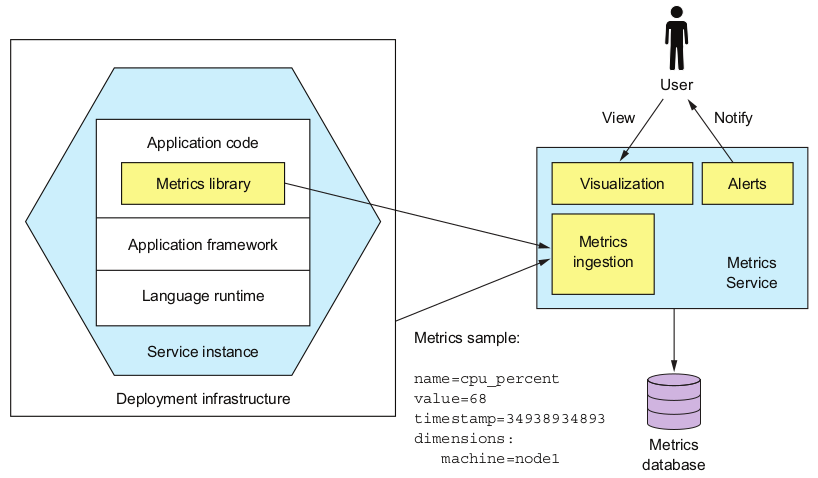 User
View
Notify
Application code
Metrics library
Application framework
Language runtime
Service instance
Deployment infrastructure
Visualization
Alerts
Metrics
ingestion
Metrics
Service
Metrics sample:
name=cpu_percent
value=68
timestamp=34938934893
dimensions:
machine=node1
Metrics
database